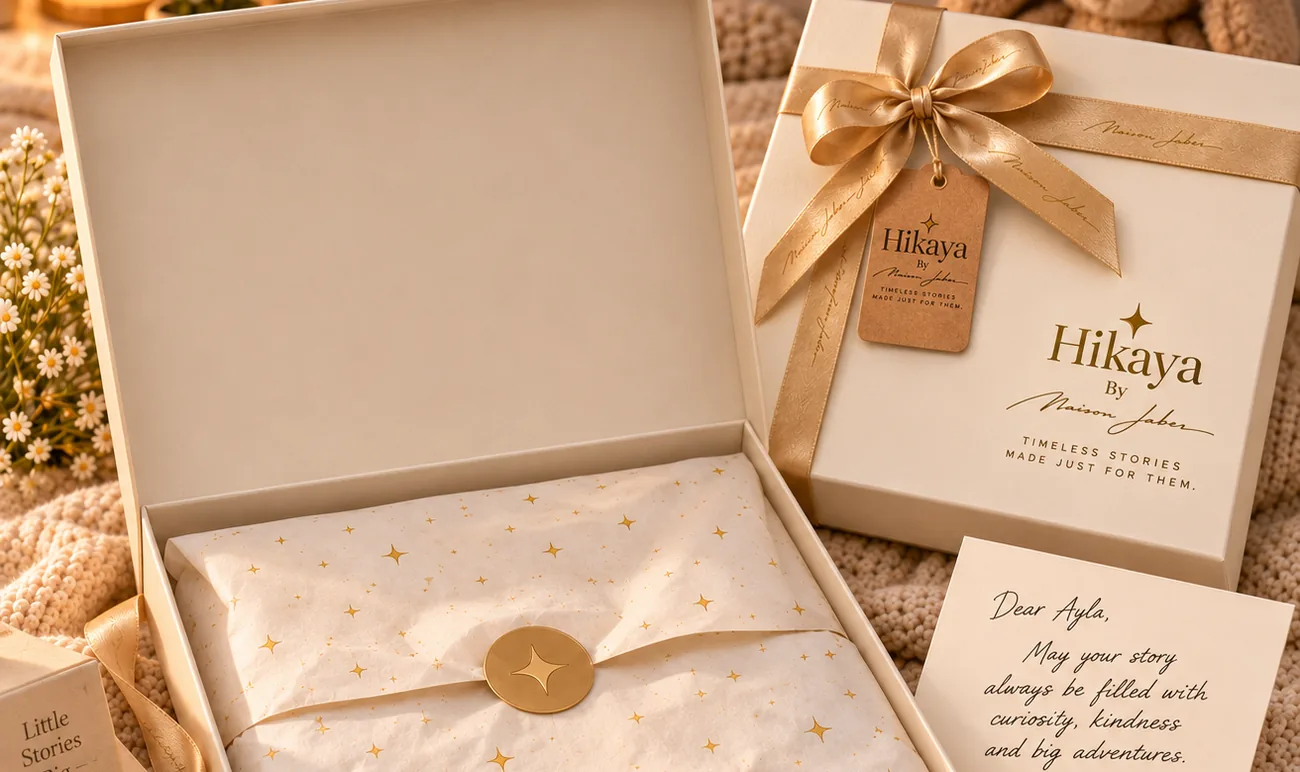 Maison Jaber
Maison Jaber
Maison Jaber
Hikaya
By
Maison Jaber
TIMELESS STORIES
MADE JUST FOR THEM.
Hikaya
By
Maison Jaber
TIMELESS STORIES
MADE JUST FOR THEM.
Dear Ayla,
May your story
always be filled with
curiosity, kindness
and big adventures.
Little
Stories